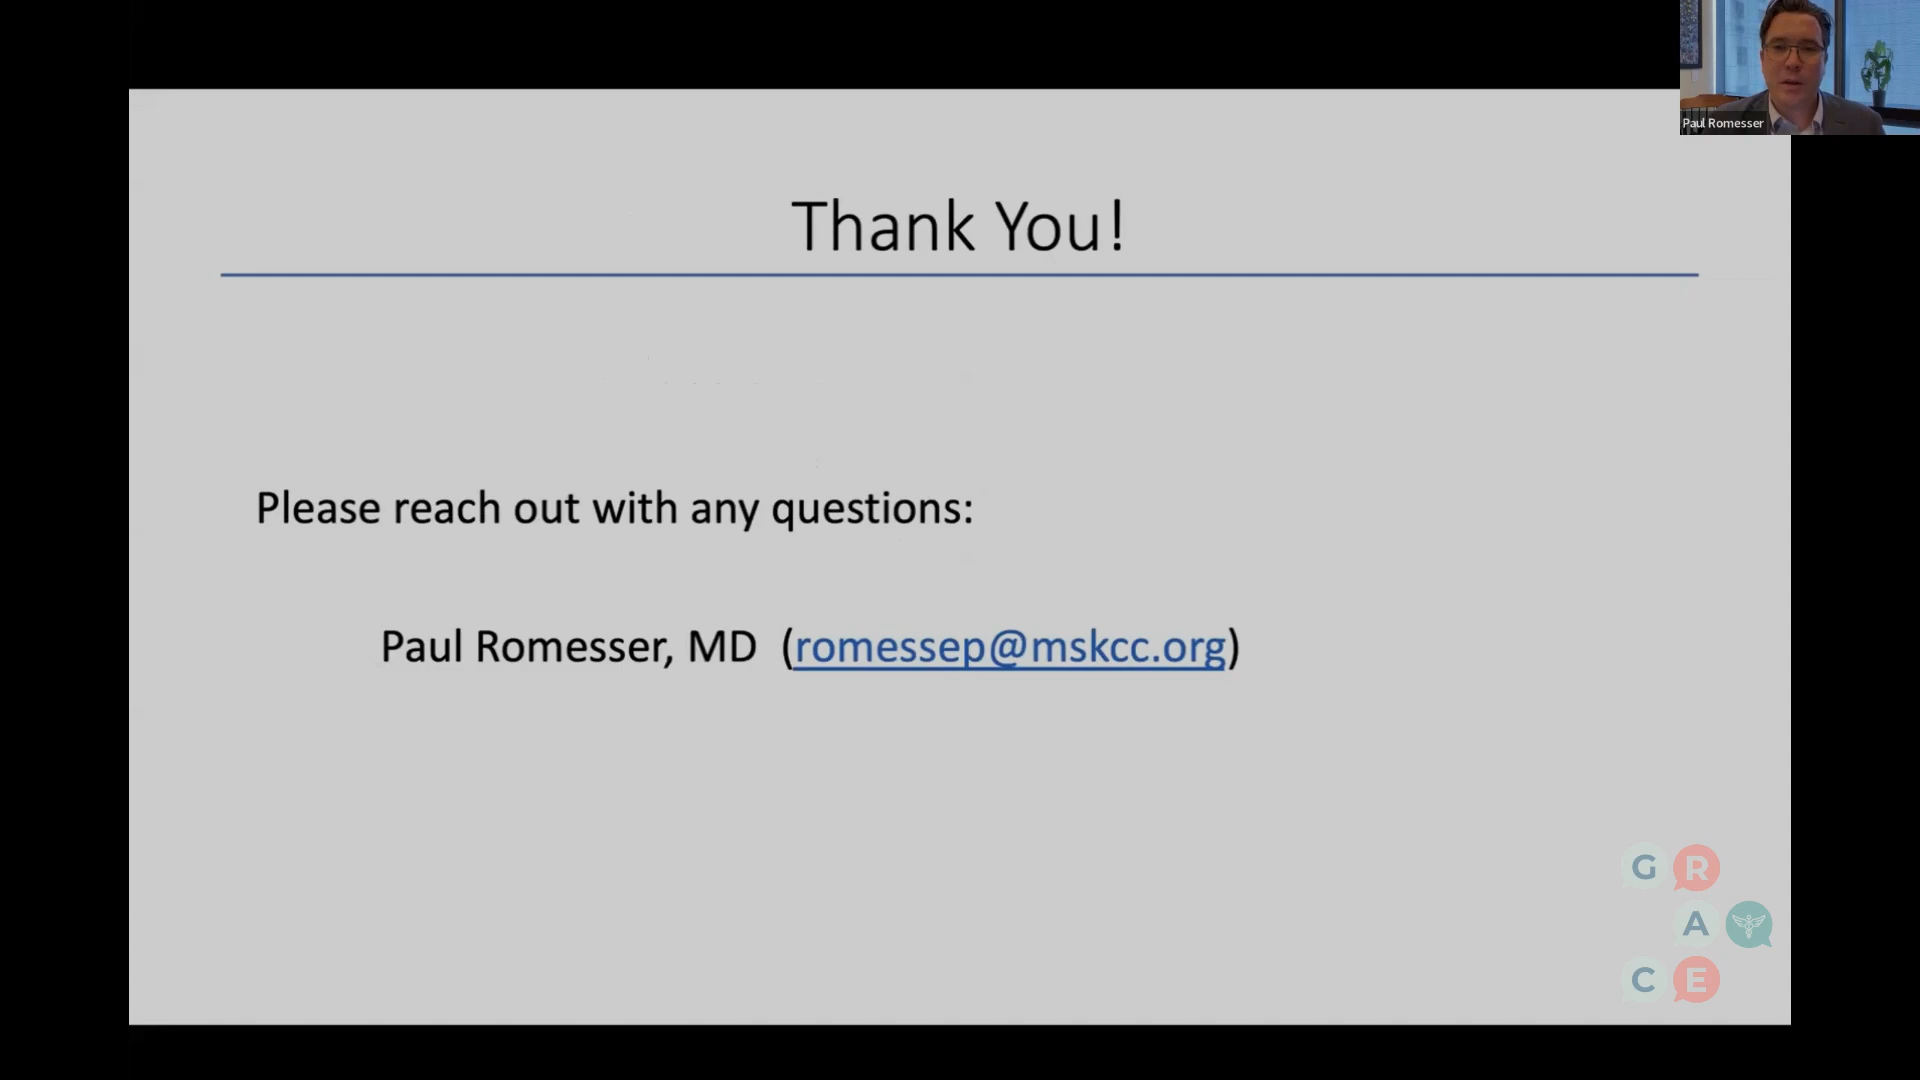 Paul Romesser
Thank You!
Please reach out with any questions:
Paul Romesser, MD (romessep@mskcc.org)
G R
A
C E